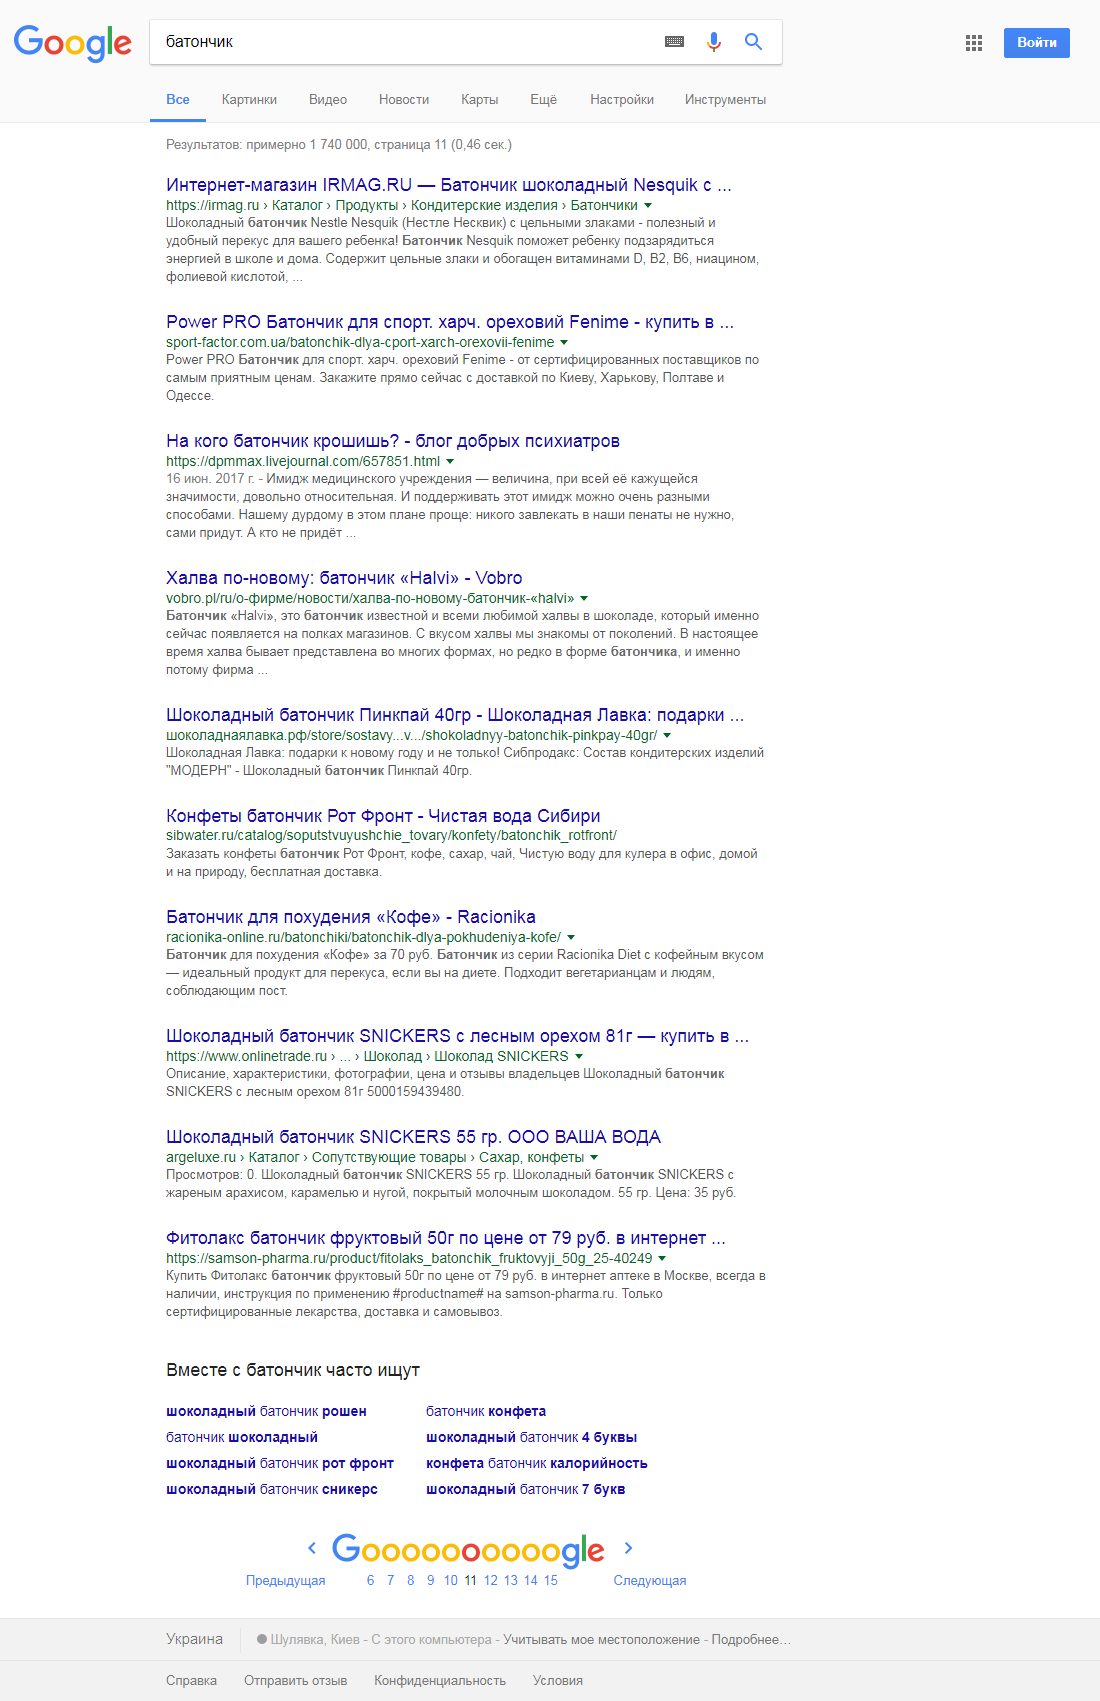 Google
батончик
Войти
Все Картинки Видео Новости Карты Ещё Настройки Инструменты
Результатов: примерно 1 740 000, страница 11 (0,46 сек.)
Интернет-магазин IRMAG.RU — Батончик шоколадный Nesquik с ...
https://irmag.ru › Каталог › Продукты › Кондитерские изделия › Батончики
Шоколадный батончик Nestle Nesquik (Нестле Несквик) с цельными злаками - полезный и
удобный перекус для вашего ребенка! Батончик Nesquik поможет ребенку подзарядиться
энергией в школе и дома. Содержит цельные злаки и обогащен витаминами D, B2, B6, ниацином,
фолиевой кислотой, ...
Power PRO Батончик для спорт. харч. ореховий Fenime - купить в ...
sport-factor.com.ua/batonchik-dlya-cport-xarch-orexovii-fenime
Power PRO Батончик для спорт. харч. ореховий Fenime - от сертифицированных поставщиков по
самым приятным ценам. Закажите прямо сейчас с доставкой по Киеву, Харькову, Полтаве и
Одессе.
На кого батончик крошишь? - блог добрых психиатров
https://dpmmax.livejournal.com/657851.html
16 июн. 2017 г. - Имидж медицинского учреждения — величина, при всей её кажущейся
значимости, довольно относительная. И поддерживать этот имидж можно очень разными
способами. Нашему дурдому в этом плане проще: никого завлекать в наши пенаты не нужно,
сами придут. А кто не придёт ...
Халва по-новому: батончик «Halvi» - Vobro
vobro.pl/ru/о-фирме/новости/халва-по-новому-батончик-«halvi»
Батончик «Halvi», это батончик известной и всеми любимой халвы в шоколаде, который именно
сейчас появляется на полках магазинов. С вкусом халвы мы знакомы от поколений. В настоящее
время халва бывает представлена во многих формах, но редко в форме батончика, и именно
потому фирма ...
Шоколадный батончик Пинкпай 40гр - Шоколадная Лавка: подарки ...
шоколаднаялавка.рф/store/sostavy...v.../shokoladnyy-batonchik-pinkpay-40gr/
Шоколадная Лавка: подарки к новому году и не только! Сибпродакс: Состав кондитерских изделий
"МОДЕРН" - Шоколадный батончик Пинкпай 40гр.
Конфеты батончик Рот Фронт - Чистая вода Сибири
sibwater.ru/catalog/soputstvuyushchie_tovary/konfety/batonchik_rotfront/
Заказать конфеты батончик Рот Фронт, кофе, сахар, чай, Чистую воду для кулера в офис, домой
и на природу, бесплатная доставка.
Батончик для похудения «Кофе» - Racionika
racionika-online.ru/batonchiki/batonchik-dlya-pokhudeniya-kofe/
Батончик для похудения «Кофе» за 70 руб. Батончик из серии Racionika Diet с кофейным вкусом
— идеальный продукт для перекуса, если вы на диете. Подходит вегетарианцам и людям,
соблюдающим пост.
Шоколадный батончик SNICKERS с лесным орехом 81г — купить в ...
https://www.onlinetrade.ru › ... › Шоколад › Шоколад SNICKERS
Описание, характеристики, фотографии, цена и отзывы владельцев Шоколадный батончик
SNICKERS с лесным орехом 81г 5000159439480.
Шоколадный батончик SNICKERS 55 гр. ООО ВАША ВОДА
argeluxe.ru › Каталог › Сопутствующие товары › Сахар, конфеты
Просмотров: 0. Шоколадный батончик SNICKERS 55 гр. Шоколадный батончик SNICKERS с
жареным арахисом, карамелью и нугой, покрытый молочным шоколадом. 55 гр. Цена: 35 руб.
Фитолакс батончик фруктовый 50г по цене от 79 руб. в интернет ...
https://samson-pharma.ru/product/fitolaks_batonchik_fruktovyji_50g_25-40249
Купить Фитолакс батончик фруктовый 50г по цене от 79 руб. в интернет аптеке в Москве, всегда в
наличии, инструкция по применению #productname# на samson-pharma.ru. Только
сертифицированные лекарства, доставка и самовывоз.
Вместе с батончик часто ищут
шоколадный батончик рошен батончик конфета
батончик шоколадный шоколадный батончик 4 буквы
шоколадный батончик рот фронт конфета батончик калорийность
шоколадный батончик сникерс шоколадный батончик 7 букв
Goooooooooogle
Предыдущая 6 7 8 9 10 11 12 13 14 15 Следующая
Украина Шулявка, Киев - С этого компьютера - Учитывать мое местоположение - Подробнее…
Справка Отправить отзыв Конфиденциальность Условия